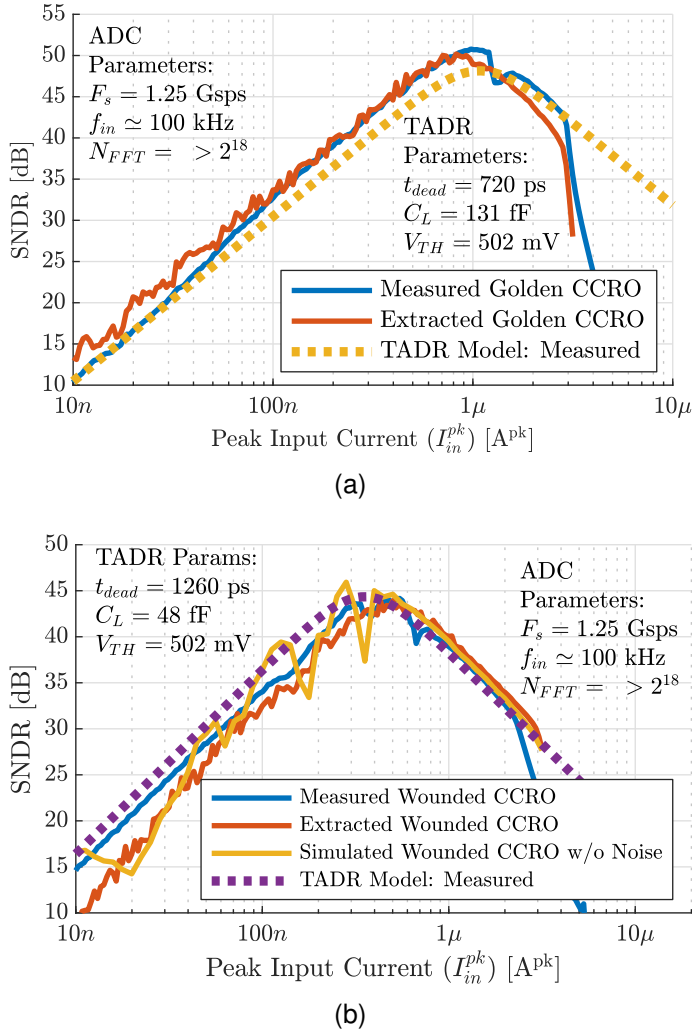 55
50
45
40
35
30
25
20
15
10
SNDR [dB]
ADC
Parameters:
F_s = 1.25 Gsps
f_in ≃ 100 kHz
N_FFT = > 2^18
TADR
Parameters:
t_dead = 720 ps
C_L = 131 fF
V_TH = 502 mV
Measured Golden CCRO
Extracted Golden CCRO
TADR Model: Measured
10n 100n 1μ 10μ
Peak Input Current (I_in^pk) [A^pk]
(a)
50
45
40
35
30
25
20
15
10
SNDR [dB]
TADR Params:
t_dead = 1260 ps
C_L = 48 fF
V_TH = 502 mV
ADC
Parameters:
F_s = 1.25 Gsps
f_in ≃ 100 kHz
N_FFT = > 2^18
Measured Wounded CCRO
Extracted Wounded CCRO
Simulated Wounded CCRO w/o Noise
TADR Model: Measured
10n 100n 1μ 10μ
Peak Input Current (I_in^pk) [A^pk]
(b)